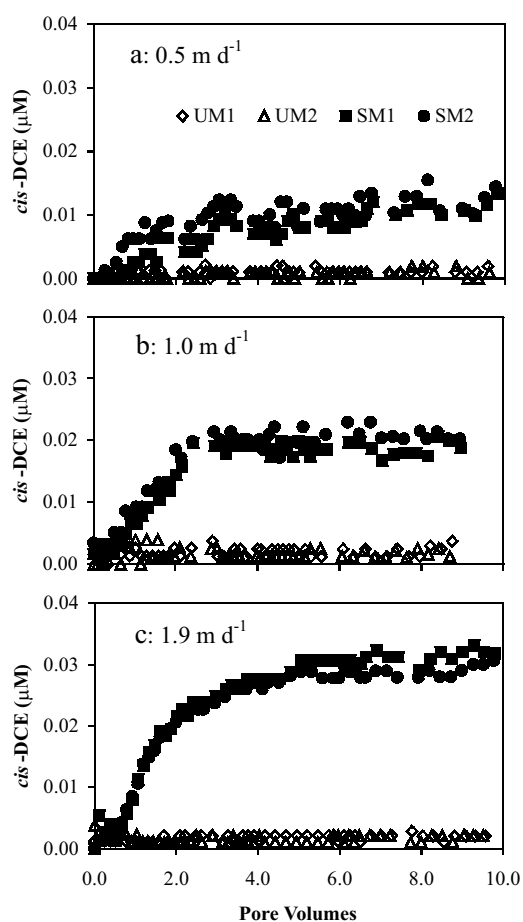 0.04
a: 0.5 m d⁻¹
0.03
UM1 UM2 SM1 SM2
0.02
cis-DCE (µM)
0.01
0.00
0.04
b: 1.0 m d⁻¹
0.03
0.02
cis-DCE (µM)
0.01
0.00
0.04
c: 1.9 m d⁻¹
0.03
0.02
cis-DCE (µM)
0.01
0.00
0.0 2.0 4.0 6.0 8.0 10.0
Pore Volumes